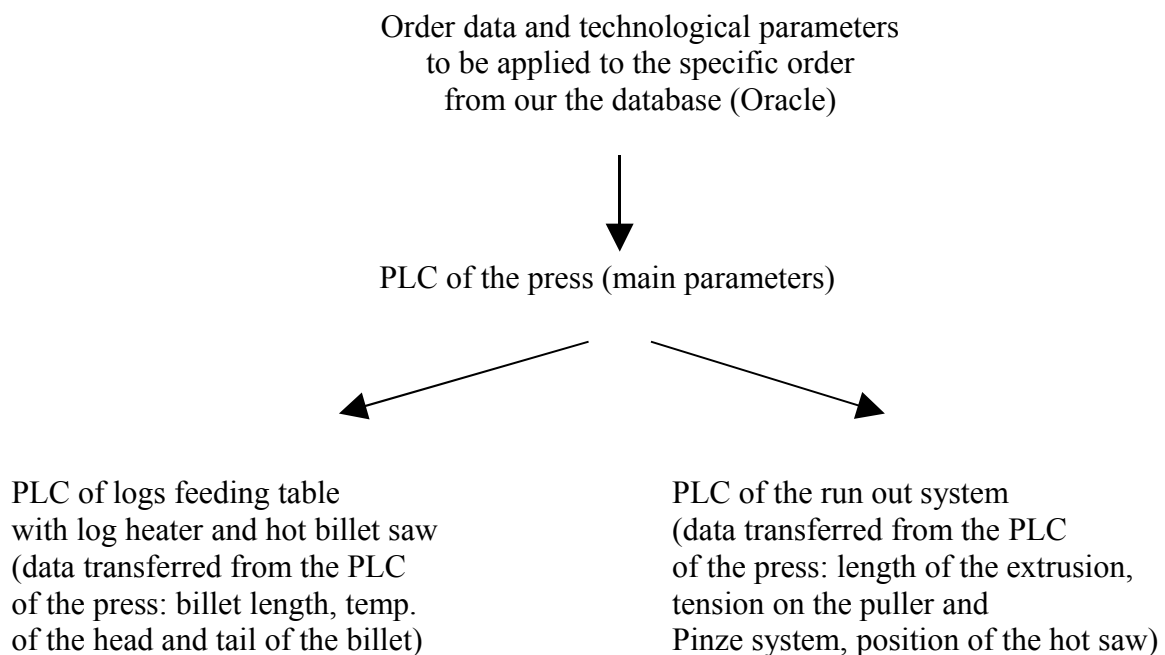 Order data and technological parameters
to be applied to the specific order
from our the database (Oracle)
PLC of the press (main parameters)
PLC of logs feeding table
with log heater and hot billet saw
(data transferred from the PLC
of the press: billet length, temp.
of the head and tail of the billet)
PLC of the run out system
(data transferred from the PLC
of the press: length of the extrusion,
tension on the puller and
Pinze system, position of the hot saw)